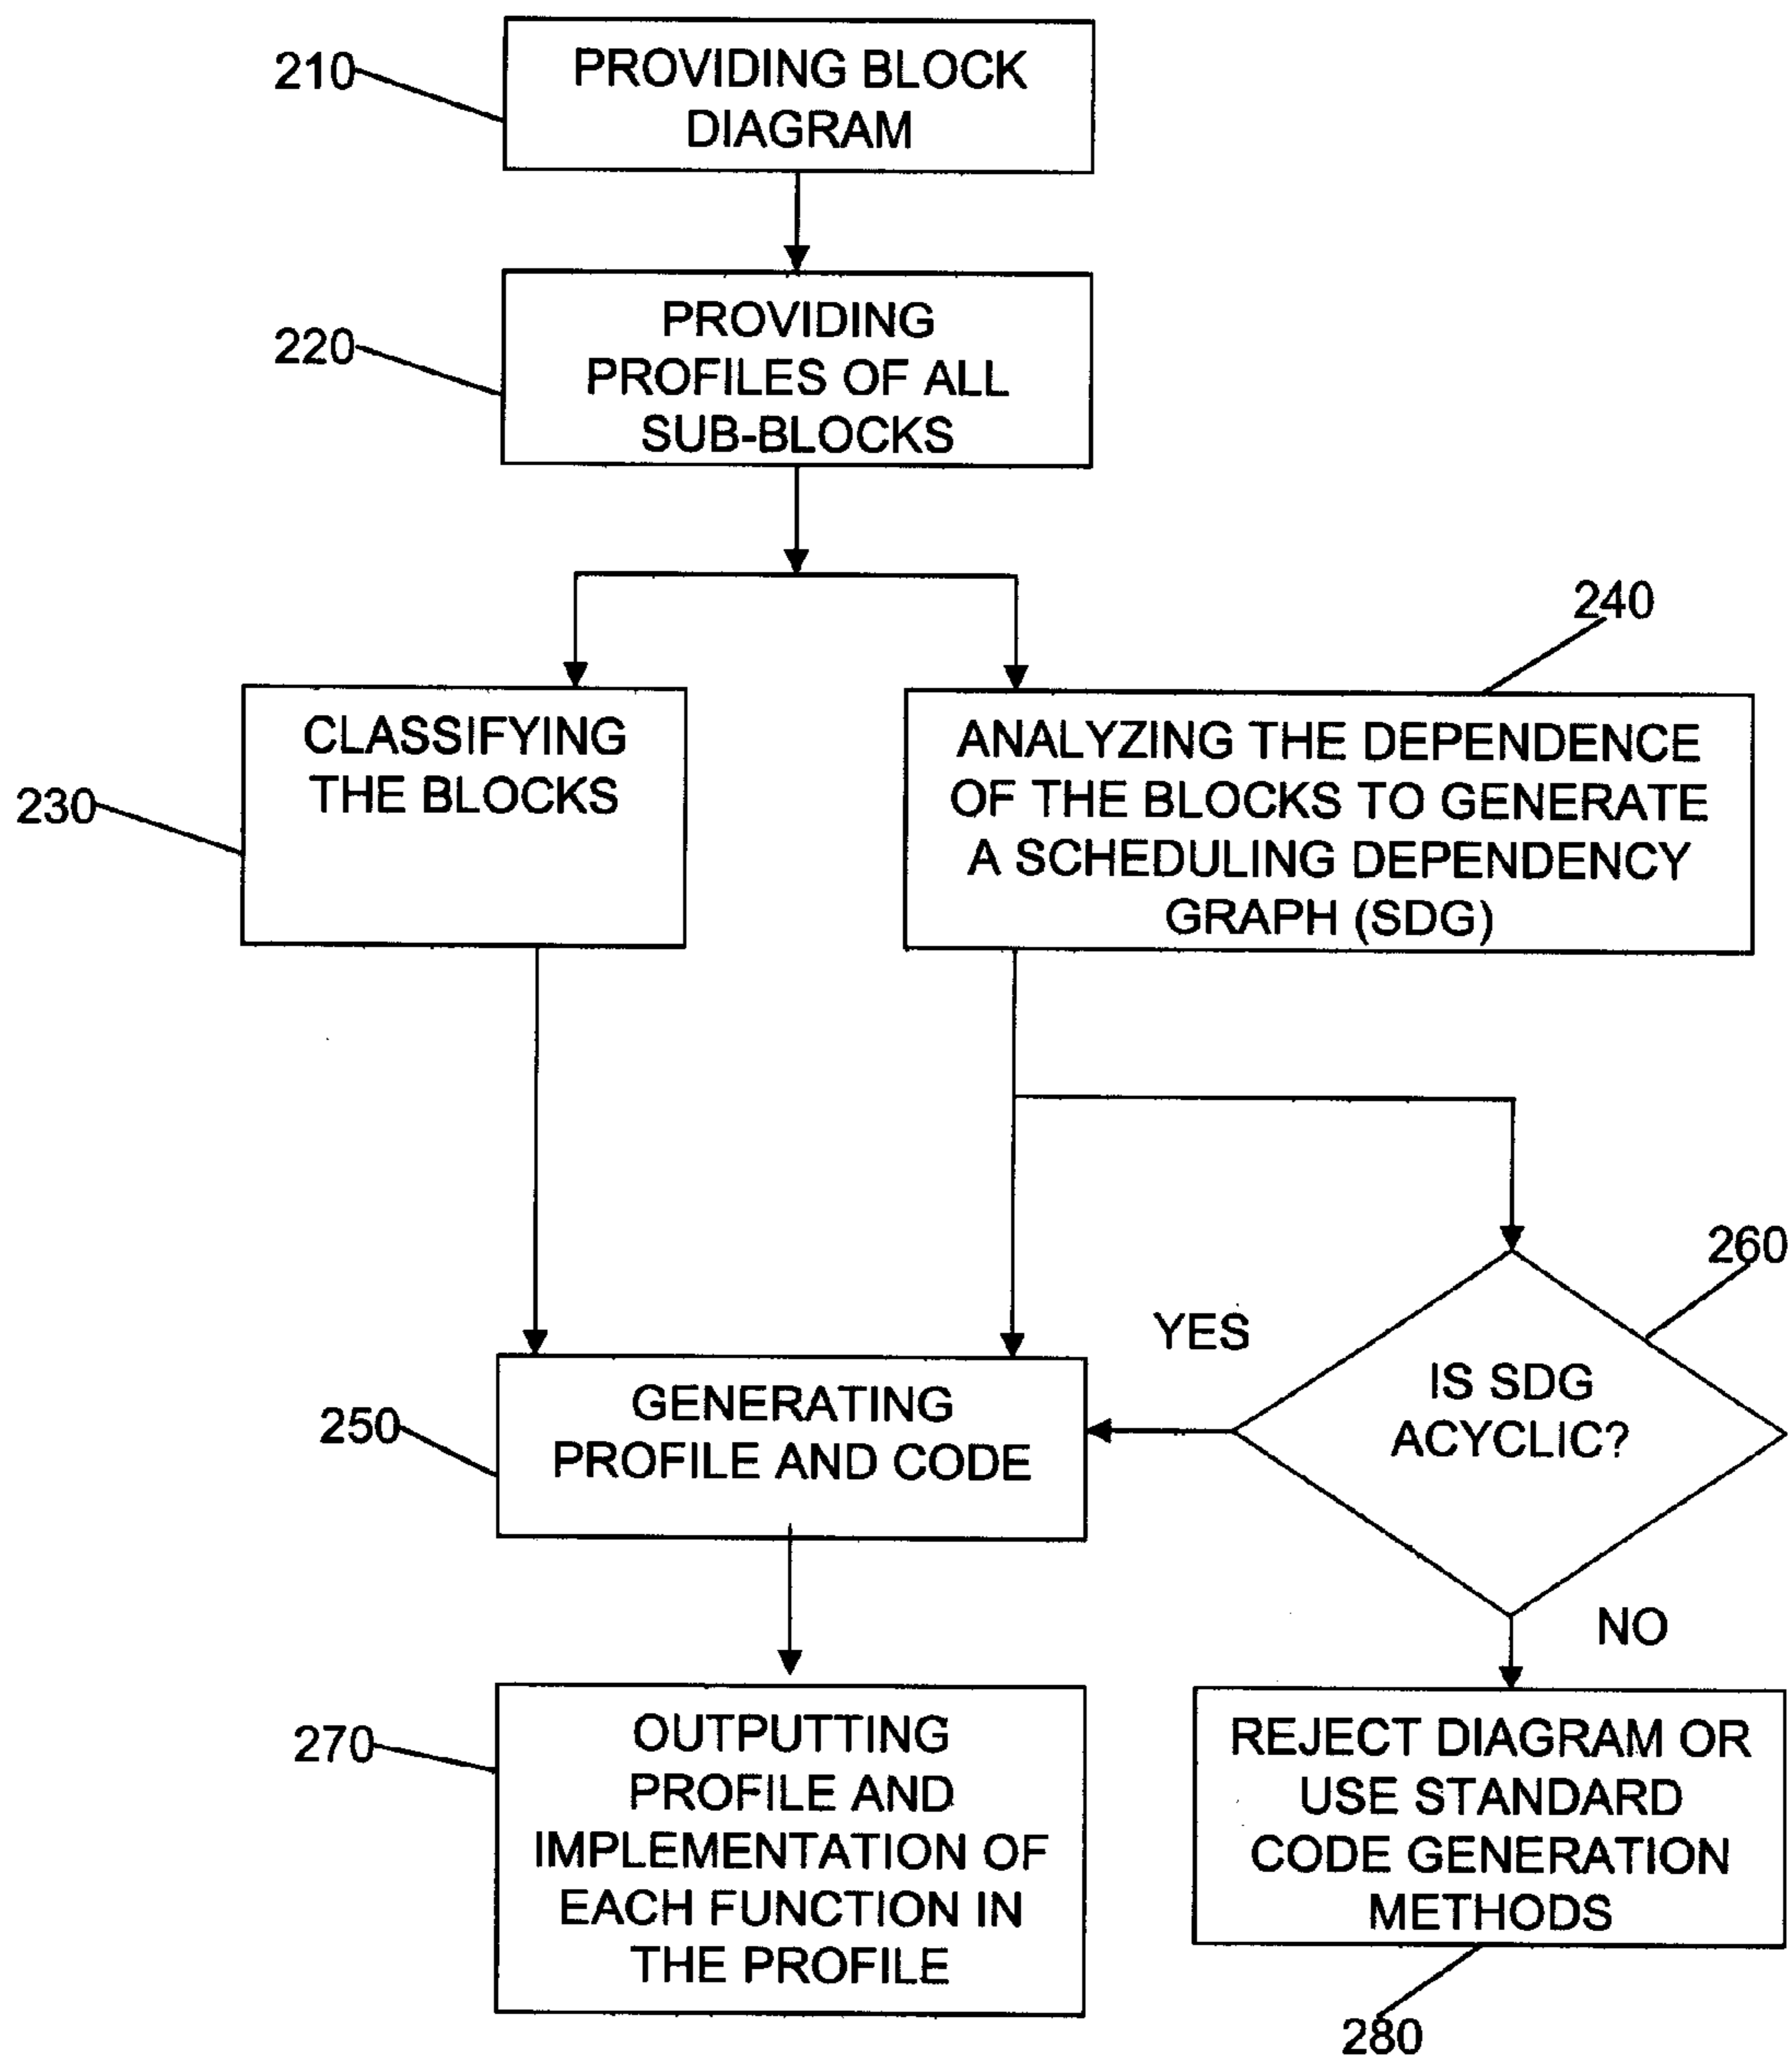 210
PROVIDING BLOCK
DIAGRAM
220
PROVIDING
PROFILES OF ALL
SUB-BLOCKS
230
CLASSIFYING
THE BLOCKS
240
ANALYZING THE DEPENDENCE
OF THE BLOCKS TO GENERATE
A SCHEDULING DEPENDENCY
GRAPH (SDG)
260
YES
IS SDG
ACYCLIC?
250
GENERATING
PROFILE AND CODE
NO
270
OUTPUTTING
PROFILE AND
IMPLEMENTATION OF
EACH FUNCTION IN
THE PROFILE
REJECT DIAGRAM OR
USE STANDARD
CODE GENERATION
METHODS
280